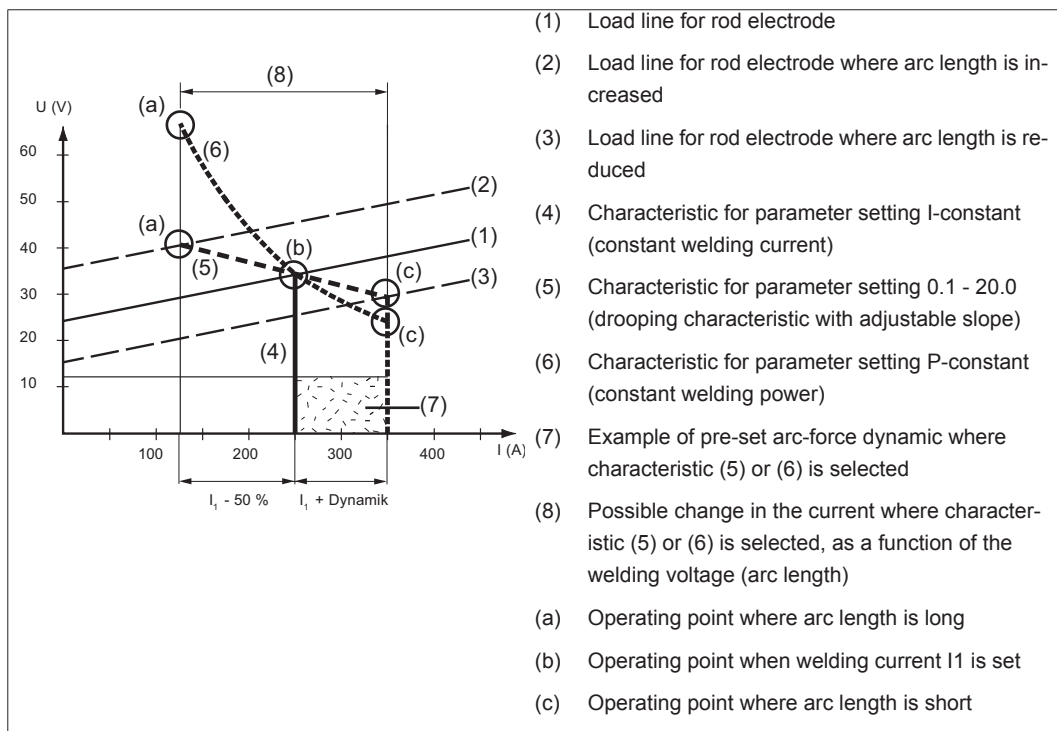 (8)
U (V)
(a)
60
(6)
50
(2)
(a)
40
(b)
(1)
(5)
(c)
30
(3)
20
(4)
(c)
10
(7)
100
200
300
400
I (A)
I₁ - 50 %
I₁ + Dynamik
(1) Load line for rod electrode
(2) Load line for rod electrode where arc length is in-
creased
(3) Load line for rod electrode where arc length is re-
duced
(4) Characteristic for parameter setting I-constant
(constant welding current)
(5) Characteristic for parameter setting 0.1 - 20.0
(drooping characteristic with adjustable slope)
(6) Characteristic for parameter setting P-constant
(constant welding power)
(7) Example of pre-set arc-force dynamic where
characteristic (5) or (6) is selected
(8) Possible change in the current where character-
istic (5) or (6) is selected, as a function of the
welding voltage (arc length)
(a) Operating point where arc length is long
(b) Operating point when welding current I1 is set
(c) Operating point where arc length is short